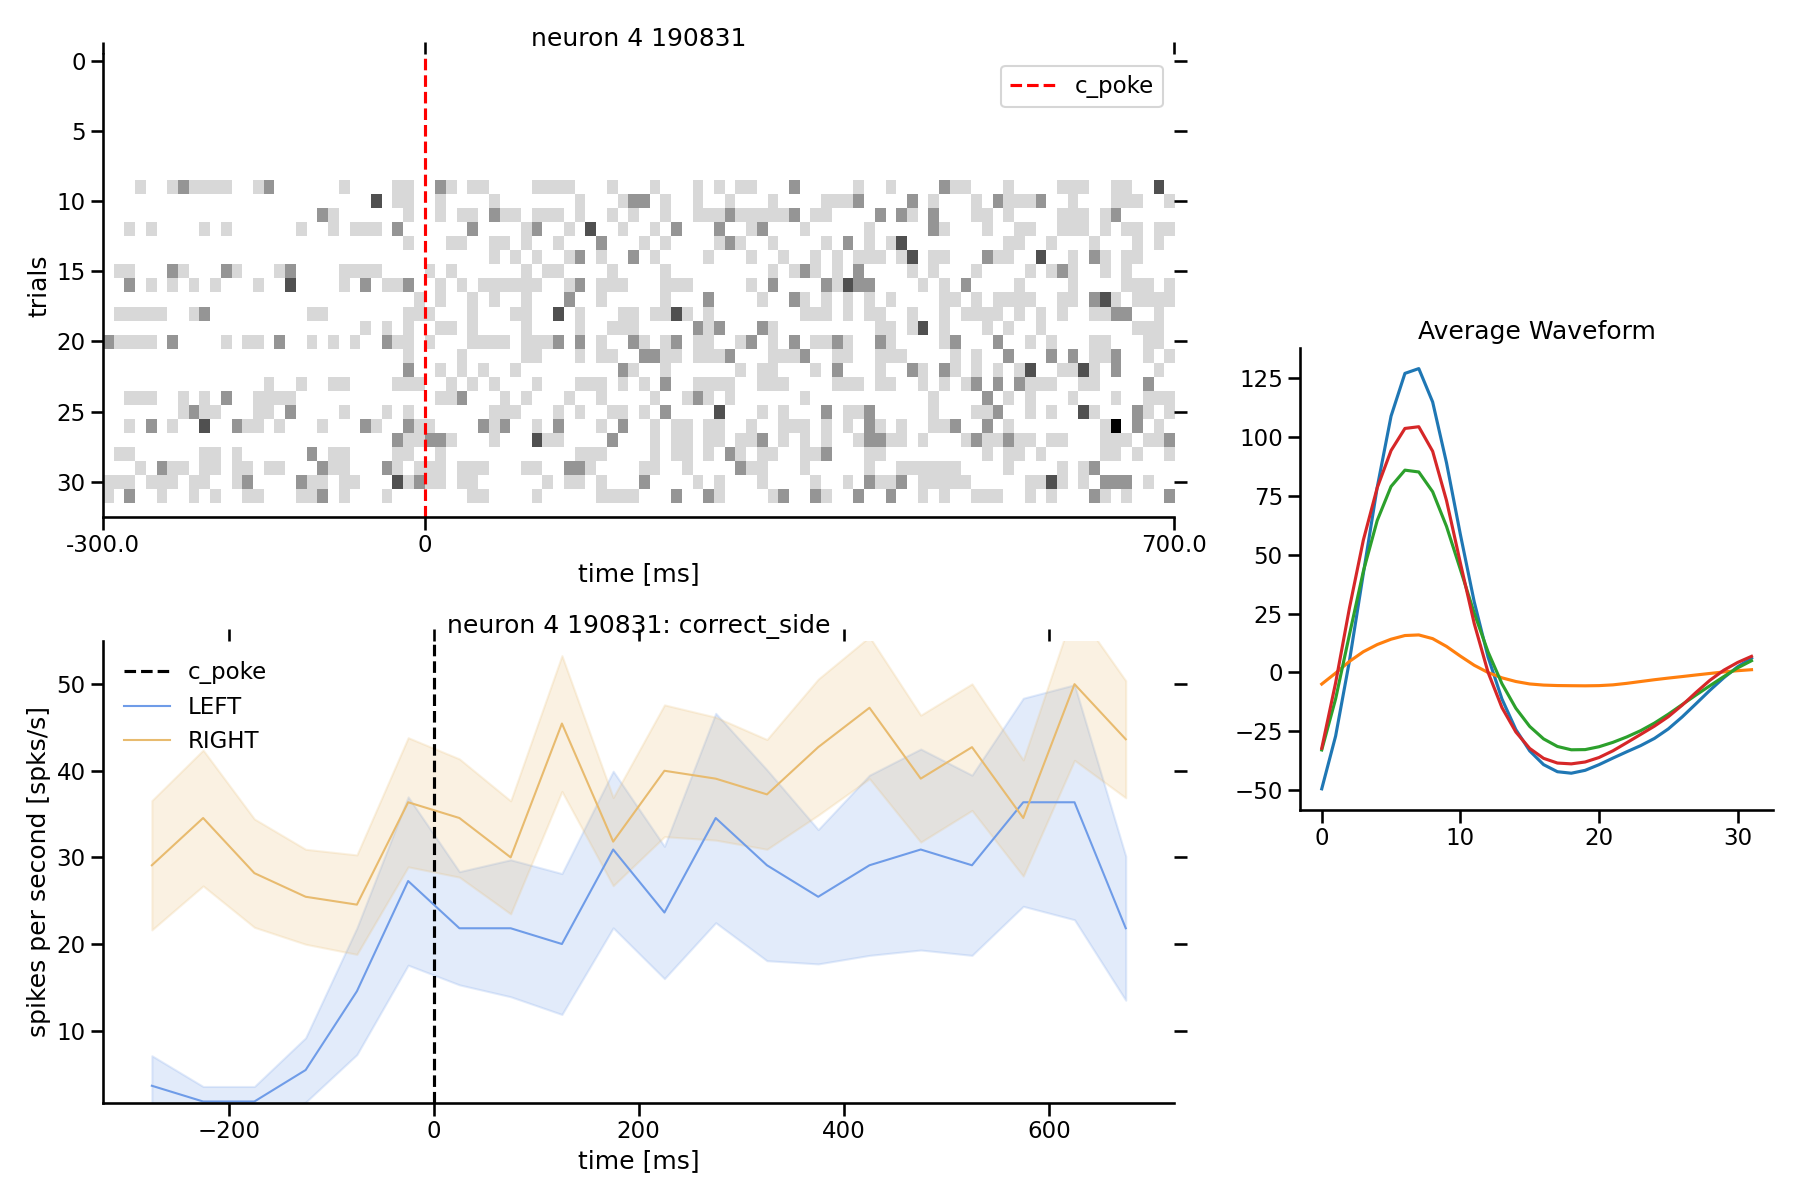 neuron 4 190831
c_poke
0
5
10
15
20
25
30
trials
-300.0
0
700.0
time [ms]
neuron 4 190831: correct_side
c_poke
LEFT
RIGHT
50
40
30
20
10
spikes per second [spks/s]
−200
0
200
400
600
time [ms]
Average Waveform
125
100
75
50
25
0
−25
−50
0
10
20
30